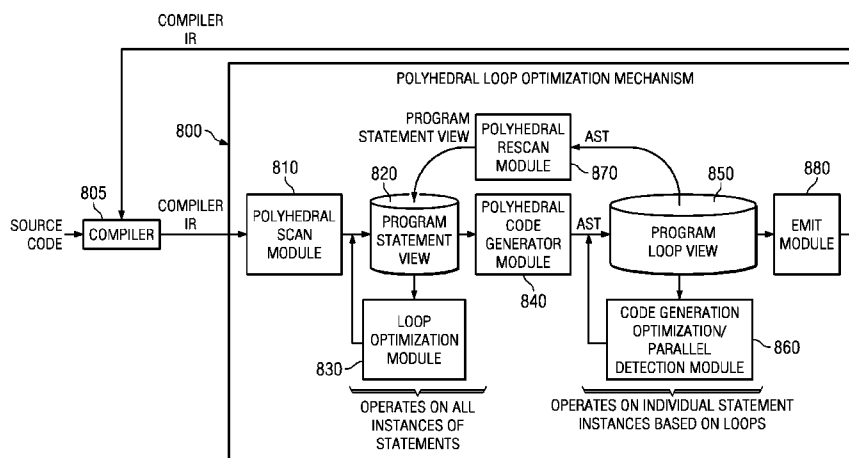 COMPILER
IR
COMPILER
IR
POLYHEDRAL LOOP OPTIMIZATION MECHANISM
800
PROGRAM
STATEMENT
VIEW
POLYHEDRAL
RESCAN
MODULE
AST
870
850
880
810
820
805
COMPILER
IR
SOURCE
CODE
COMPILER
POLYHEDRAL
SCAN
MODULE
PROGRAM
STATEMENT
VIEW
POLYHEDRAL
CODE
GENERATOR
MODULE
AST
PROGRAM
LOOP VIEW
EMIT
MODULE
840
LOOP
OPTIMIZATION
MODULE
830
CODE GENERATION
OPTIMIZATION/
PARALLEL
DETECTION MODULE
860
OPERATES ON ALL
INSTANCES OF
STATEMENTS
OPERATES ON INDIVIDUAL STATEMENT
INSTANCES BASED ON LOOPS